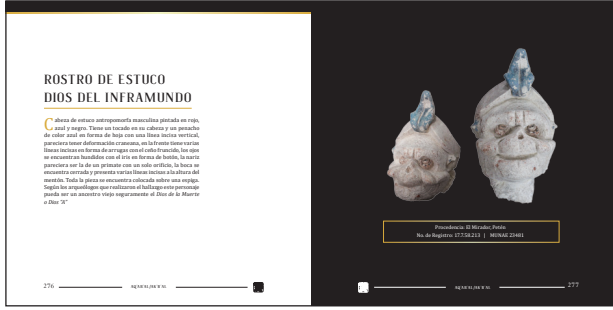 ROSTRO DE ESTUCO
DIOS DEL INFRAMUNDO
Cabeza de estuco antropomorfa masculina pintada en rojo,
azul y negro. Tiene un tocado en su cabeza y un penacho
de color azul en forma de hoja con una línea incisa vertical,
pareciera tener deformación craneana, en la frente tiene varias
líneas incisas en forma de arrugas con el ceño fruncido, los ojos
se encuentran hundidos con el iris en forma de botón, la nariz
pareciera ser la de un primate con un solo orificio, la boca se
encuentra cerrada y presenta varias líneas incisas a la altura del
mentón. Toda la pieza se encuentra colocada sobre una espiga.
Según los arqueólogos que realizaron el hallazgo este personaje
pueda ser un ancestro viejo seguramente el Dios de la Muerte
o Dios "A"
Procedencia: El Mirador, Petén
No. de Registro: 17.7.58.213 | MUNAE 23481
276
277